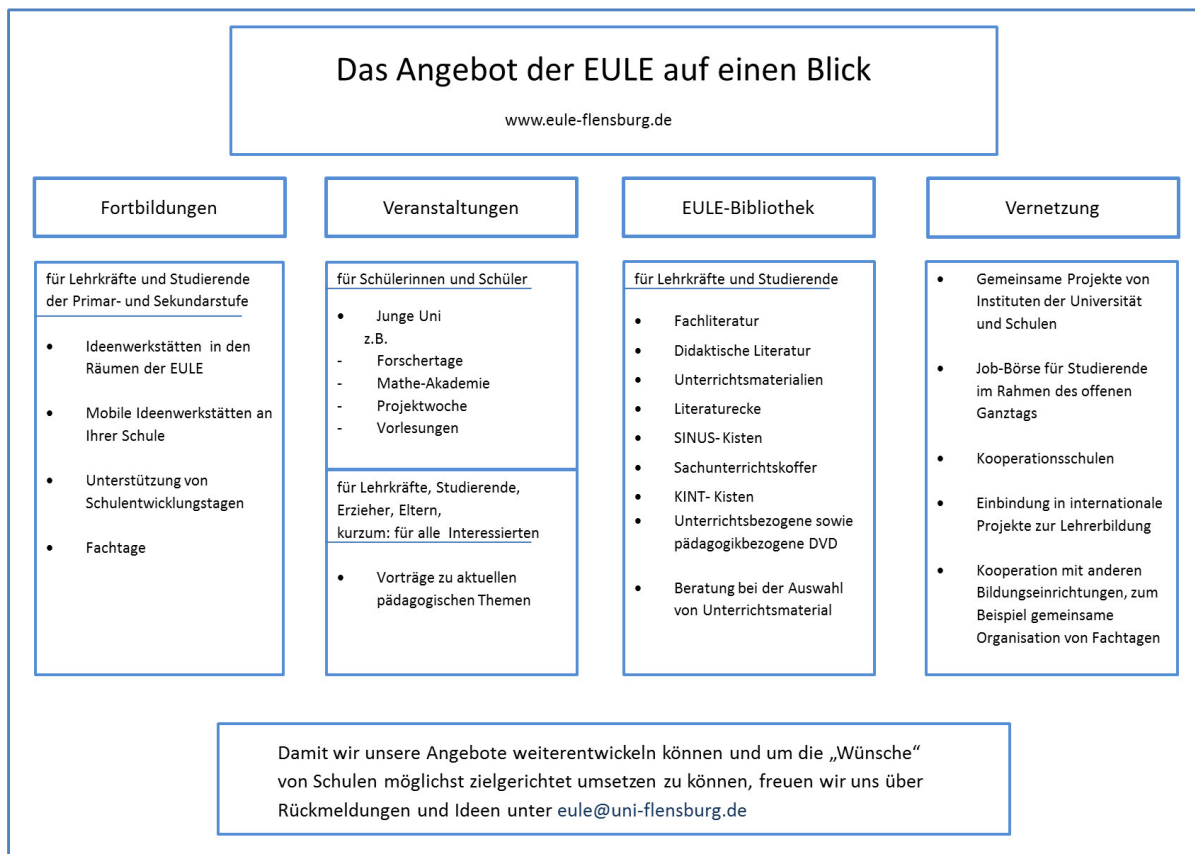 Das Angebot der EULE auf einen Blick
www.eule-flensburg.de
Fortbildungen
für Lehrkräfte und Studierende
der Primar- und Sekundarstufe
• Ideenwerkstätten in den
Räumen der EULE
• Mobile Ideenwerkstätten an
Ihrer Schule
• Unterstützung von
Schulentwicklungstagen
• Fachtage
Veranstaltungen
für Schülerinnen und Schüler
• Junge Uni
z.B.
- Forschertage
- Mathe-Akademie
- Projektwoche
- Vorlesungen
für Lehrkräfte, Studierende,
Erzieher, Eltern,
kurzum: für alle Interessierten
• Vorträge zu aktuellen
pädagogischen Themen
EULE-Bibliothek
für Lehrkräfte und Studierende
• Fachliteratur
• Didaktische Literatur
• Unterrichtsmaterialien
• Literaturecke
• SINUS- Kisten
• Sachunterrichtskoffer
• KINT- Kisten
• Unterrichtsbezogene sowie
pädagogikbezogene DVD
• Beratung bei der Auswahl
von Unterrichtsmaterial
Vernetzung
• Gemeinsame Projekte von
Instituten der Universität
und Schulen
• Job-Börse für Studierende
im Rahmen des offenen
Ganztags
• Kooperationsschulen
• Einbindung in internationale
Projekte zur Lehrerbildung
• Kooperation mit anderen
Bildungseinrichtungen, zum
Beispiel gemeinsame
Organisation von Fachtagen
Damit wir unsere Angebote weiterentwickeln können und um die „Wünsche“
von Schulen möglichst zielgerichtet umsetzen zu können, freuen wir uns über
Rückmeldungen und Ideen unter eule@uni-flensburg.de